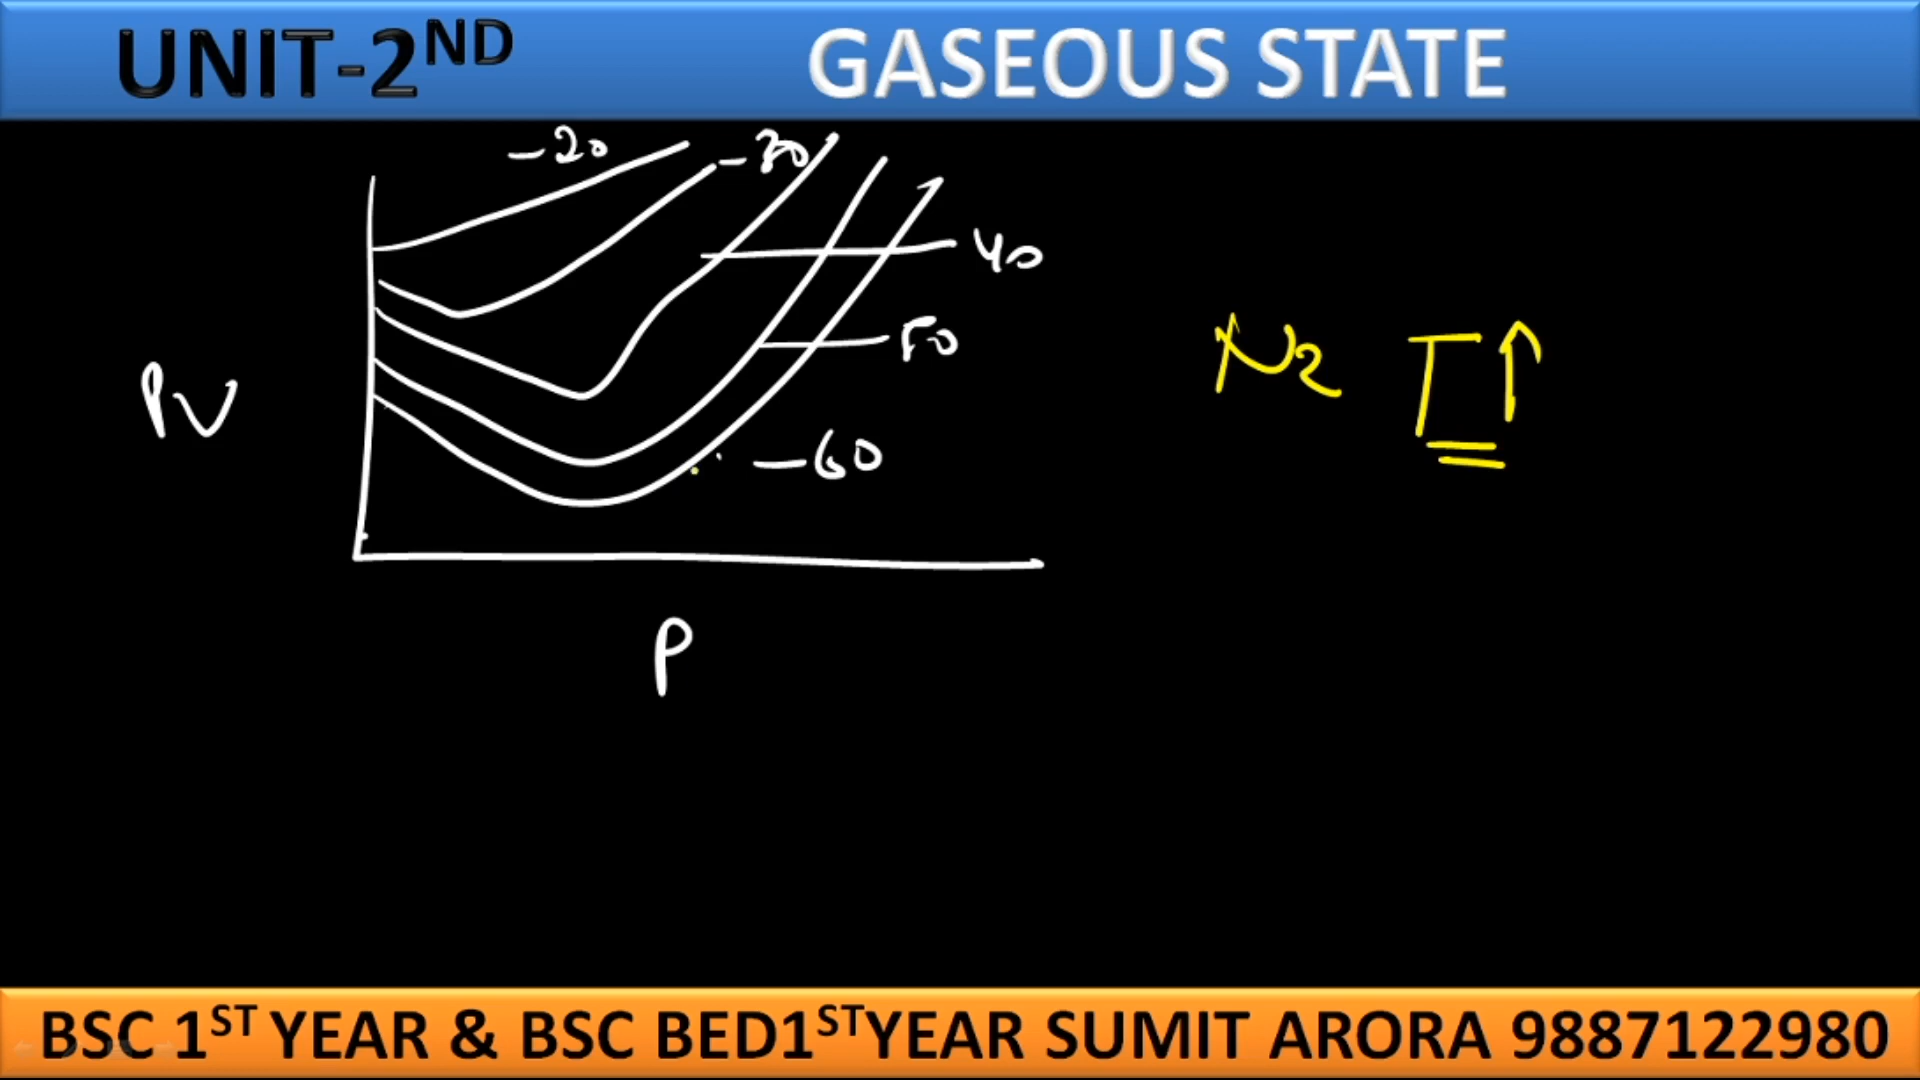 UNIT-2ND
GASEOUS STATE
-20
-30
40
50
-60
PV
P
N2 T↑
BSC 1ST YEAR & BSC BED1STYEAR SUMIT ARORA 9887122980